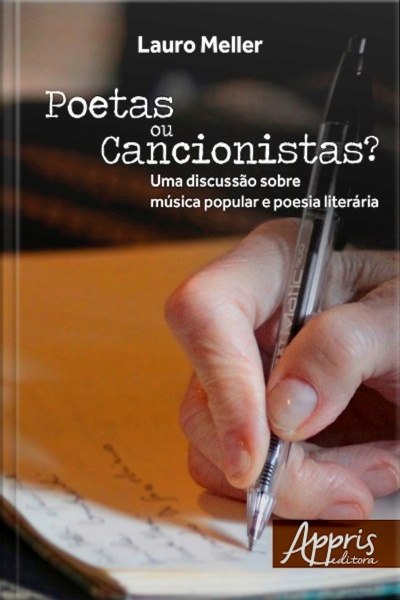 Lauro Meller
Poetas
ou
Cancionistas?
Uma discussão sobre
música popular e poesia literária
Appris
editora